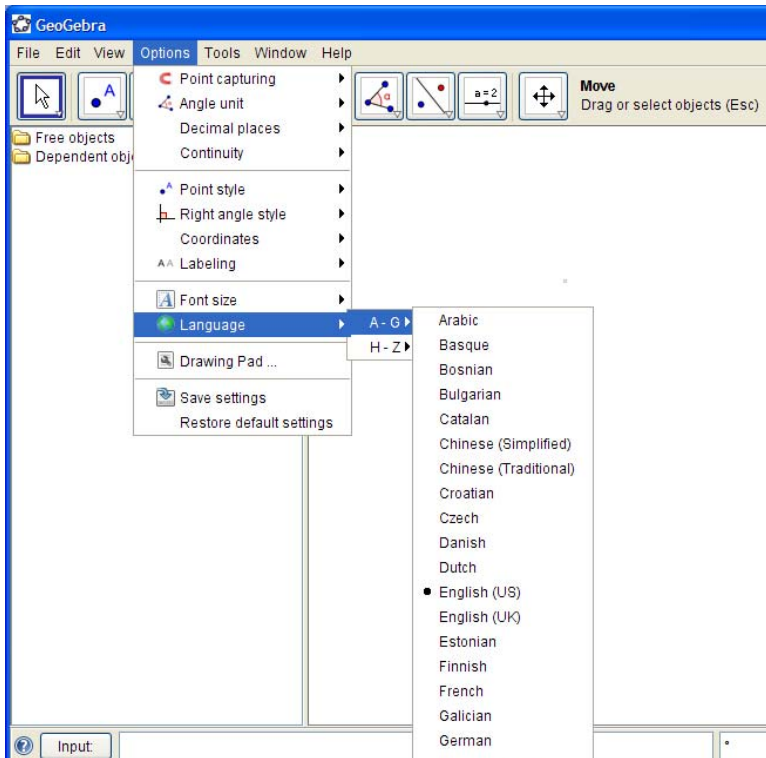 GeoGebra
File Edit View Options Tools Window Help
A
α
a=2
Move
Drag or select objects (Esc)
Free objects
Dependent obj
Point capturing
Angle unit
Decimal places
Continuity
A Point style
Right angle style
Coordinates
AA Labeling
A Font size
Language
Drawing Pad ...
Save settings
Restore default settings
A - G
H - Z
Arabic
Basque
Bosnian
Bulgarian
Catalan
Chinese (Simplified)
Chinese (Traditional)
Croatian
Czech
Danish
Dutch
English (US)
English (UK)
Estonian
Finnish
French
Galician
German
? Input:
°